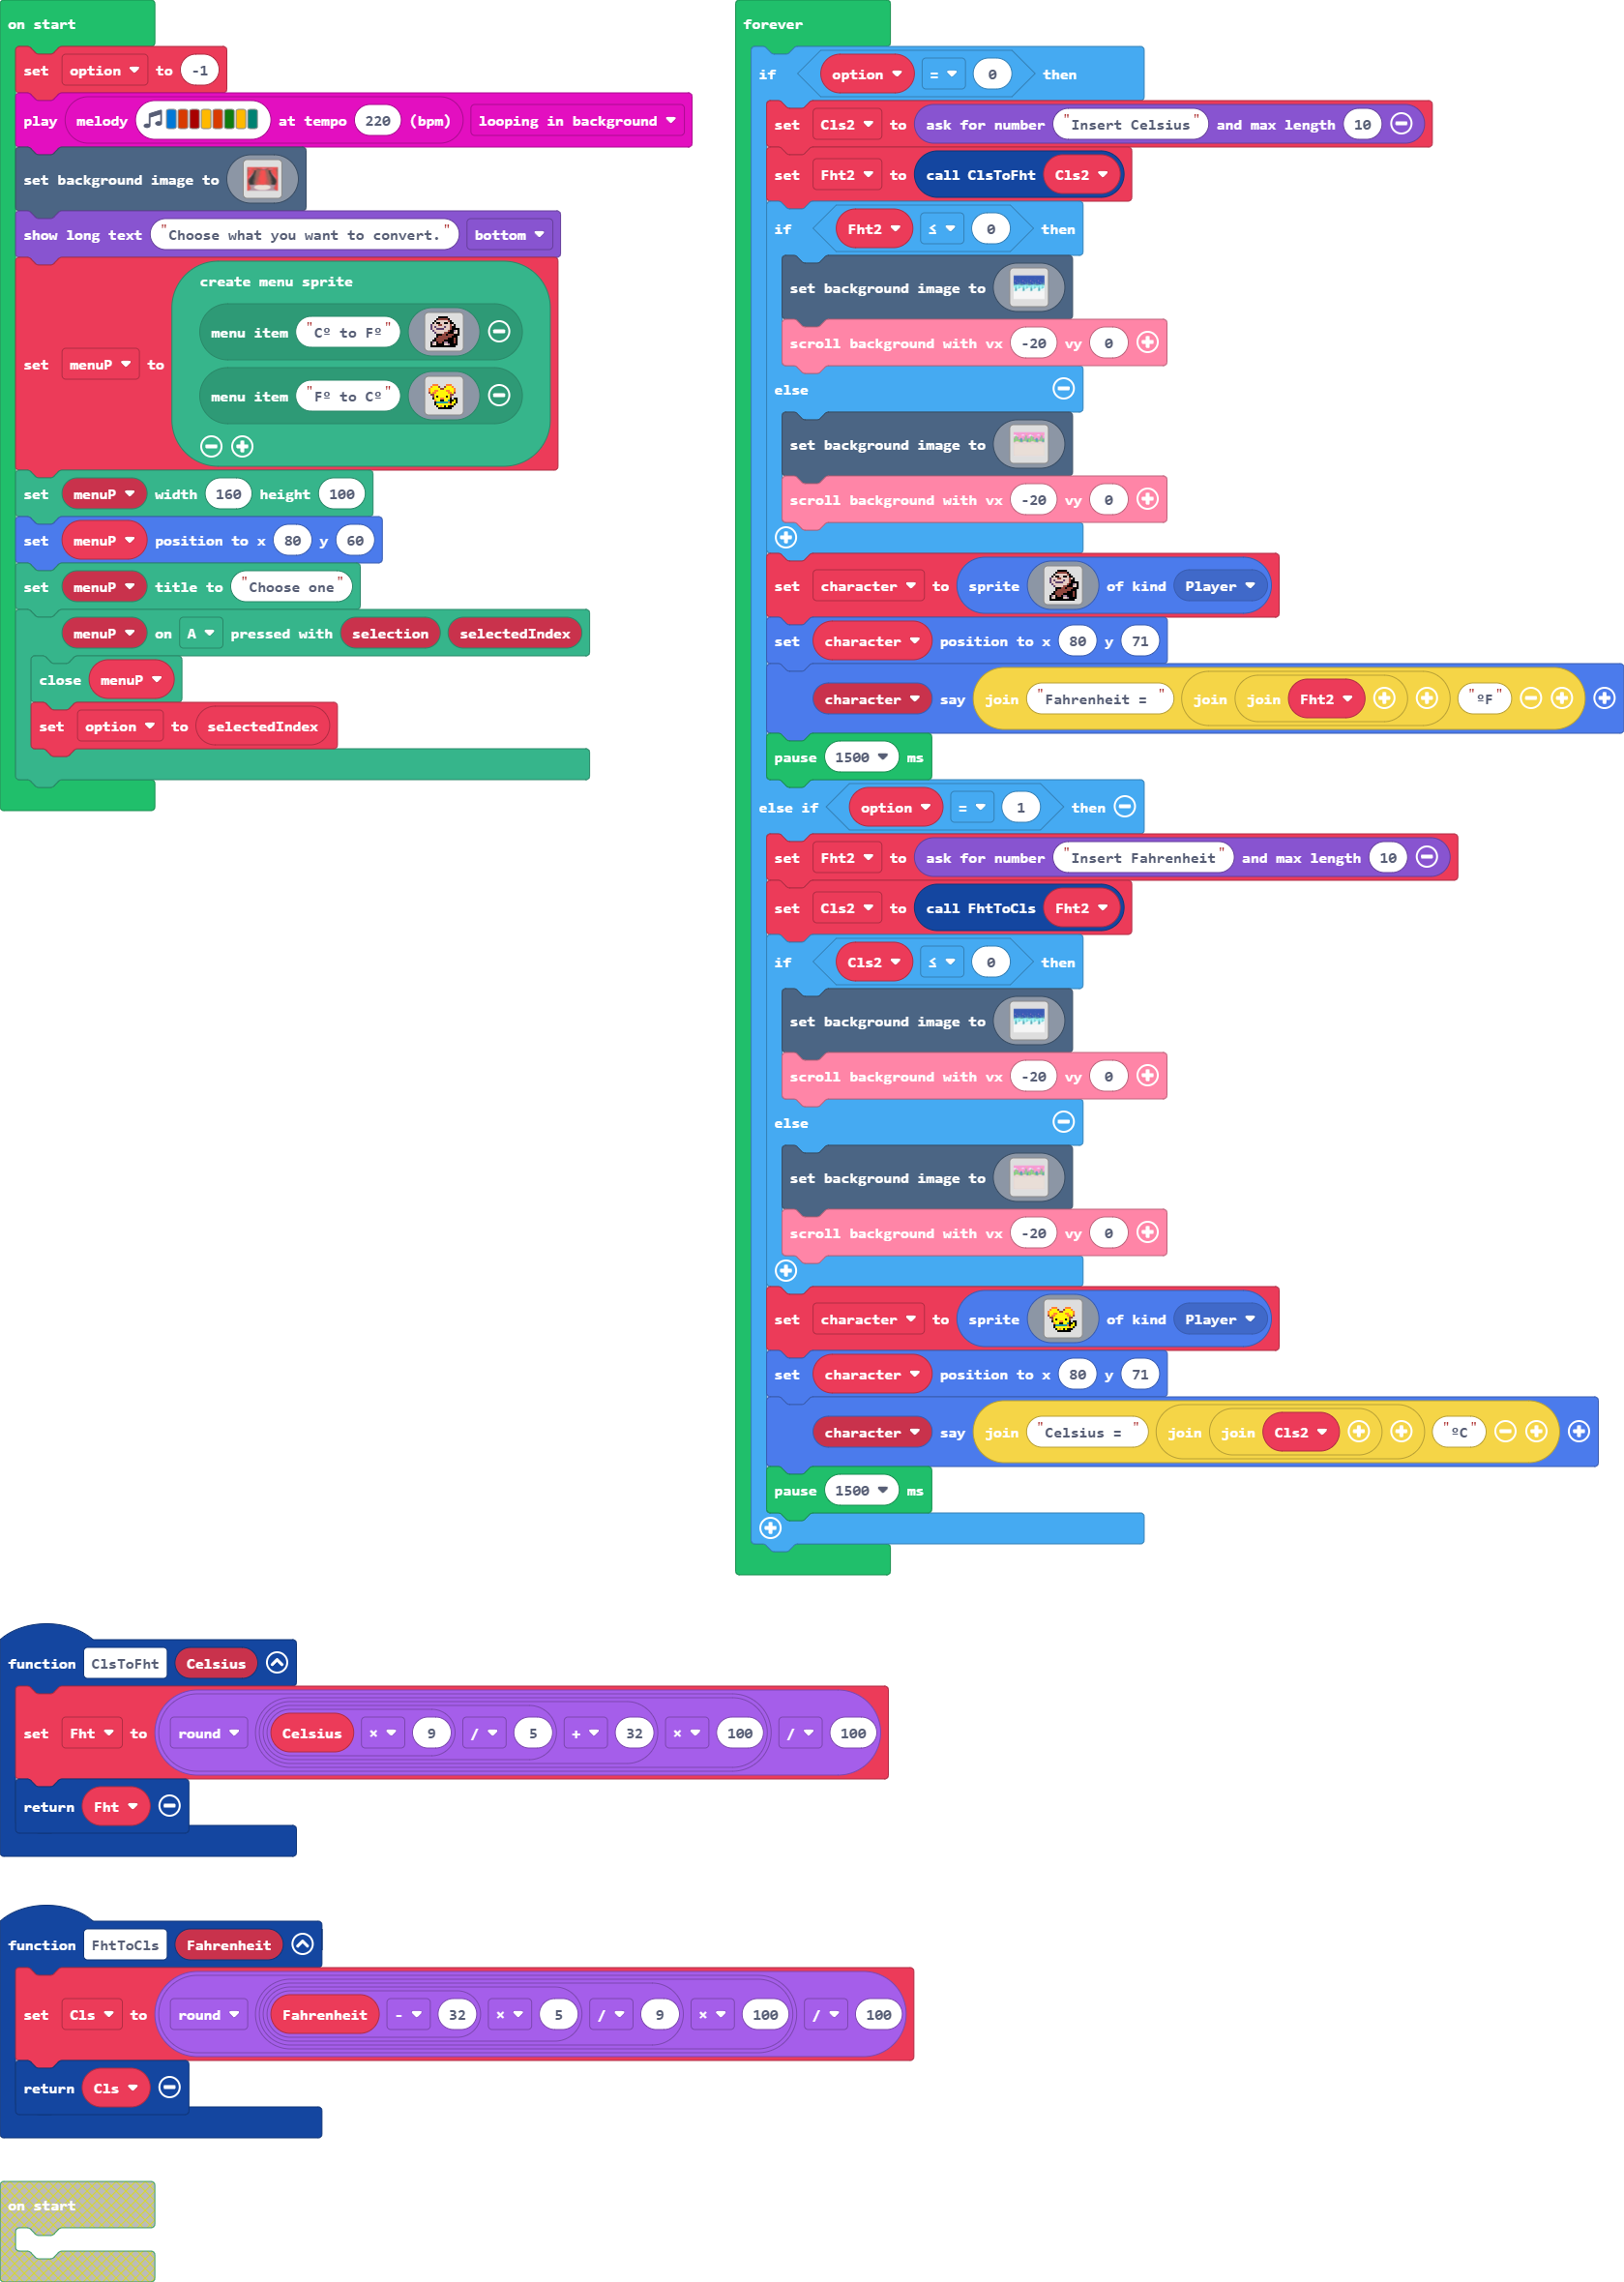 on start
set option to -1
play melody at tempo 220 (bpm) looping in background
set background image to
show long text "Choose what you want to convert." bottom
set menuP to create menu sprite
menu item "Cº to Fº"
menu item "Fº to Cº"
set menuP width 160 height 100
set menuP position to x 80 y 60
set menuP title to "Choose one"
menuP on A pressed with selection selectedIndex
close menuP
set option to selectedIndex
forever
if option = 0 then
set Cls2 to ask for number "Insert Celsius" and max length 10
set Fht2 to call ClsToFht Cls2
if Fht2 ≤ 0 then
set background image to
scroll background with vx -20 vy 0
else
set background image to
scroll background with vx -20 vy 0
set character to sprite of kind Player
set character position to x 80 y 71
character say join "Fahrenheit = " join join Fht2 "ºF"
pause 1500 ms
else if option = 1 then
set Fht2 to ask for number "Insert Fahrenheit" and max length 10
set Cls2 to call FhtToCls Fht2
if Cls2 ≤ 0 then
set background image to
scroll background with vx -20 vy 0
else
set background image to
scroll background with vx -20 vy 0
set character to sprite of kind Player
set character position to x 80 y 71
character say join "Celsius = " join join Cls2 "ºC"
pause 1500 ms
function ClsToFht Celsius
set Fht to round Celsius × 9 / 5 + 32 × 100 / 100
return Fht
function FhtToCls Fahrenheit
set Cls to round Fahrenheit - 32 × 5 / 9 × 100 / 100
return Cls
on start